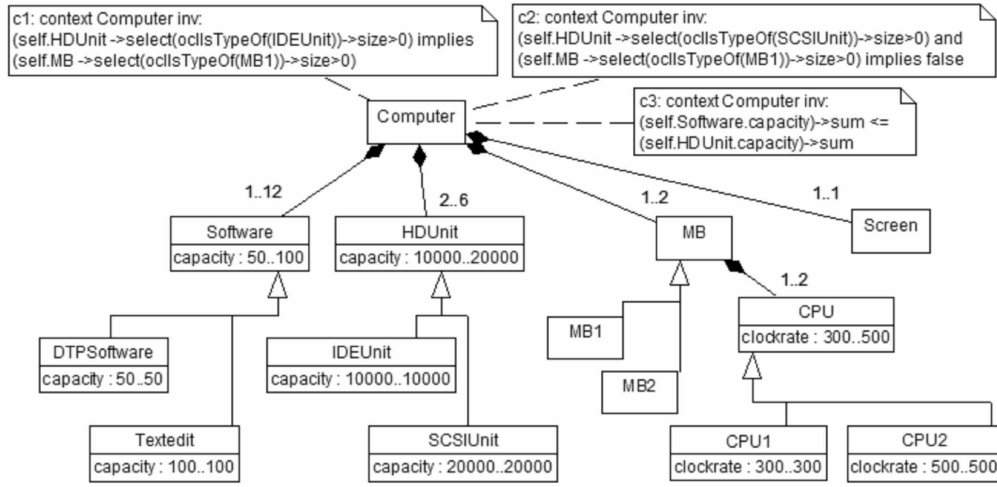 c1: context Computer inv:
(self.HDUnit ->select(oclIsTypeOf(IDEUnit))->size>0) implies
(self.MB ->select(oclIsTypeOf(MB1))->size>0)
c2: context Computer inv:
(self.HDUnit ->select(oclIsTypeOf(SCSIUnit))->size>0) and
(self.MB ->select(oclIsTypeOf(MB1))->size>0) implies false
c3: context Computer inv:
(self.Software.capacity)->sum <=
(self.HDUnit.capacity)->sum
Computer
1..12
2..6
1..2
1..1
Software
capacity : 50..100
HDUnit
capacity : 10000..20000
MB
Screen
1..2
CPU
clockrate : 300..500
MB1
MB2
DTPSoftware
capacity : 50..50
IDEUnit
capacity : 10000..10000
Textedit
capacity : 100..100
SCSIUnit
capacity : 20000..20000
CPU1
clockrate : 300..300
CPU2
clockrate : 500..500